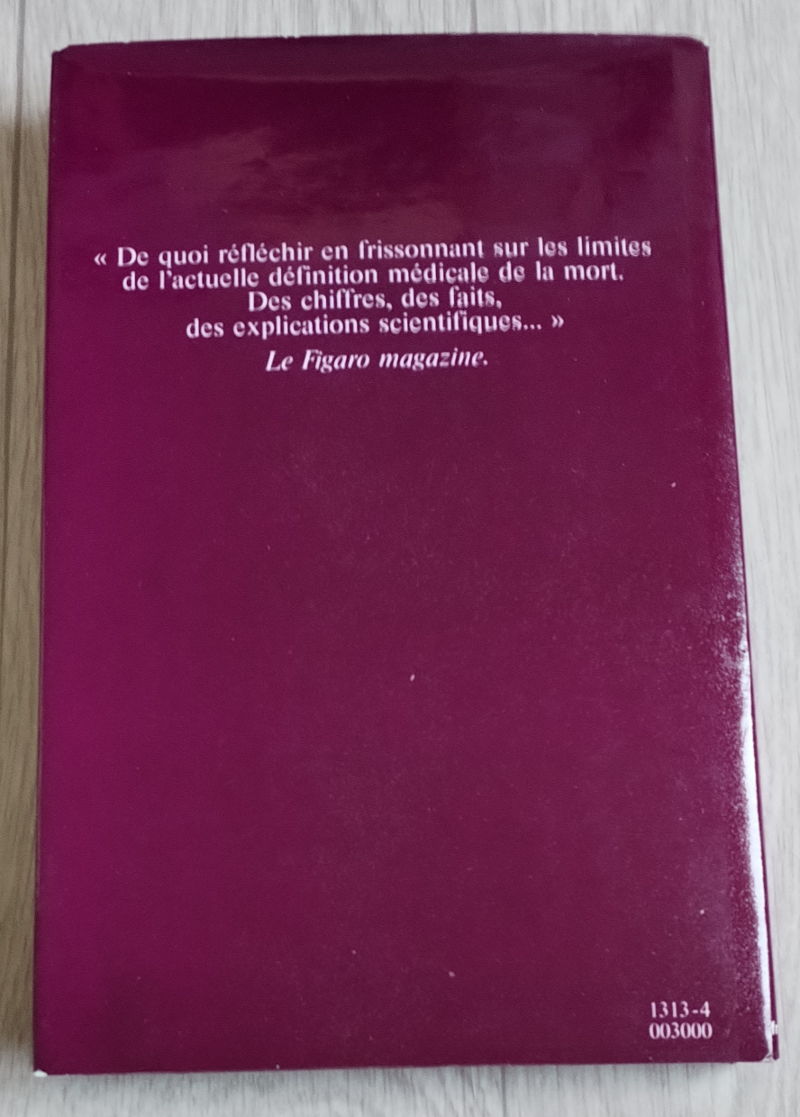 « De quoi réfléchir en frissonnant sur les limites
de l'actuelle définition médicale de la mort.
Des chiffres, des faits,
des explications scientifiques... »
Le Figaro magazine.
1313-4
003000